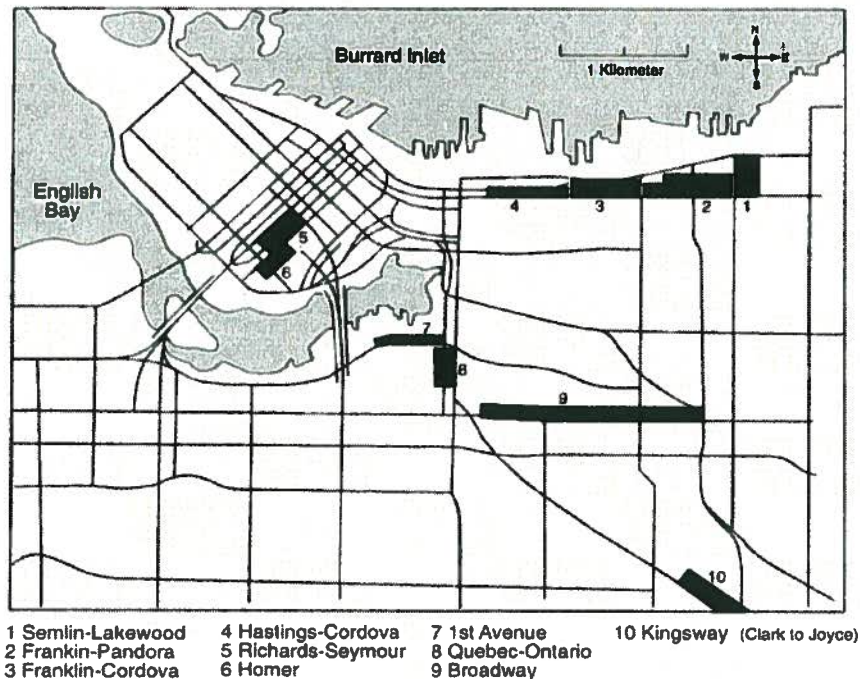 Burrard Inlet
1 Kilometer
N
W
S
English
Bay
5
6
4
3
2
1
7
8
9
10
1 Semlin-Lakewood
2 Frankin-Pandora
3 Franklin-Cordova
4 Hastings-Cordova
5 Richards-Seymour
6 Homer
7 1st Avenue
8 Quebec-Ontario
9 Broadway
10 Kingsway (Clark to Joyce)